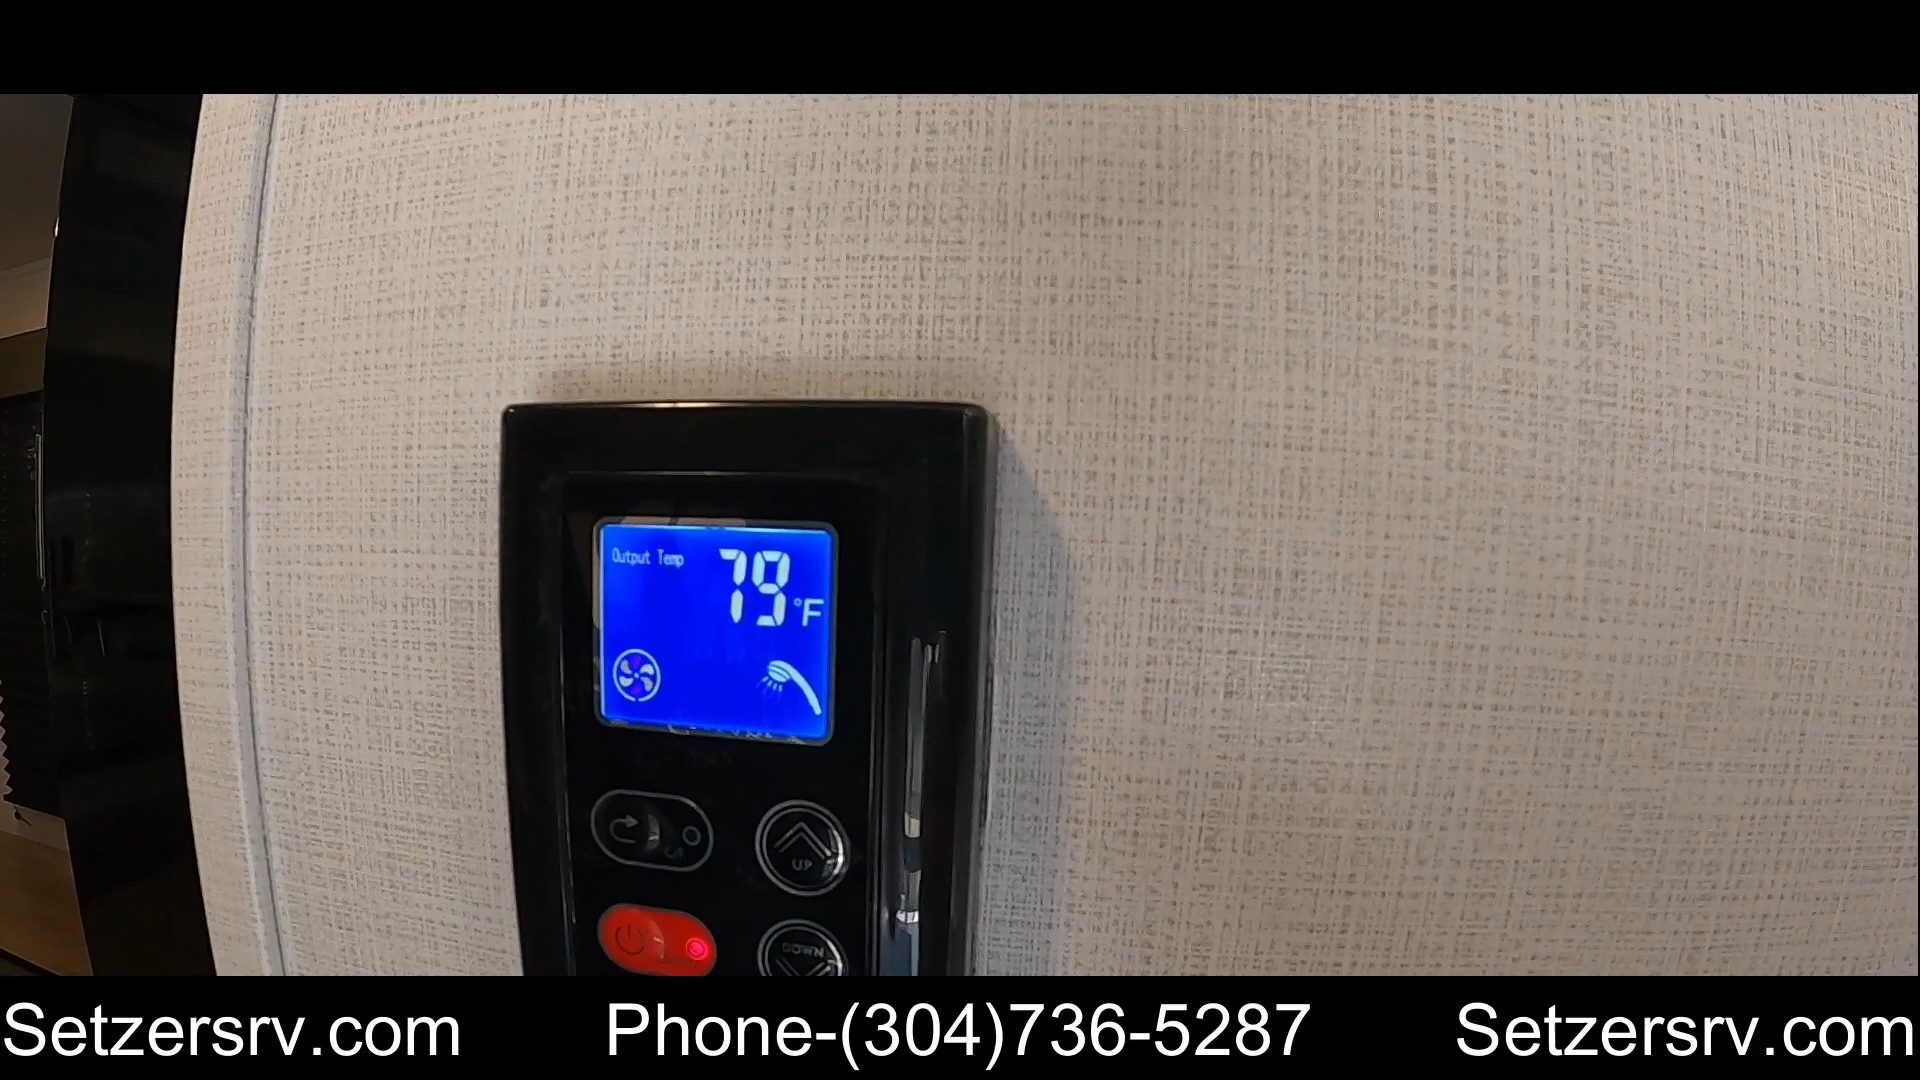 Output Temp
79 °F
UP
DOWN
Setzersrv.com Phone-(304)736-5287 Setzersrv.com